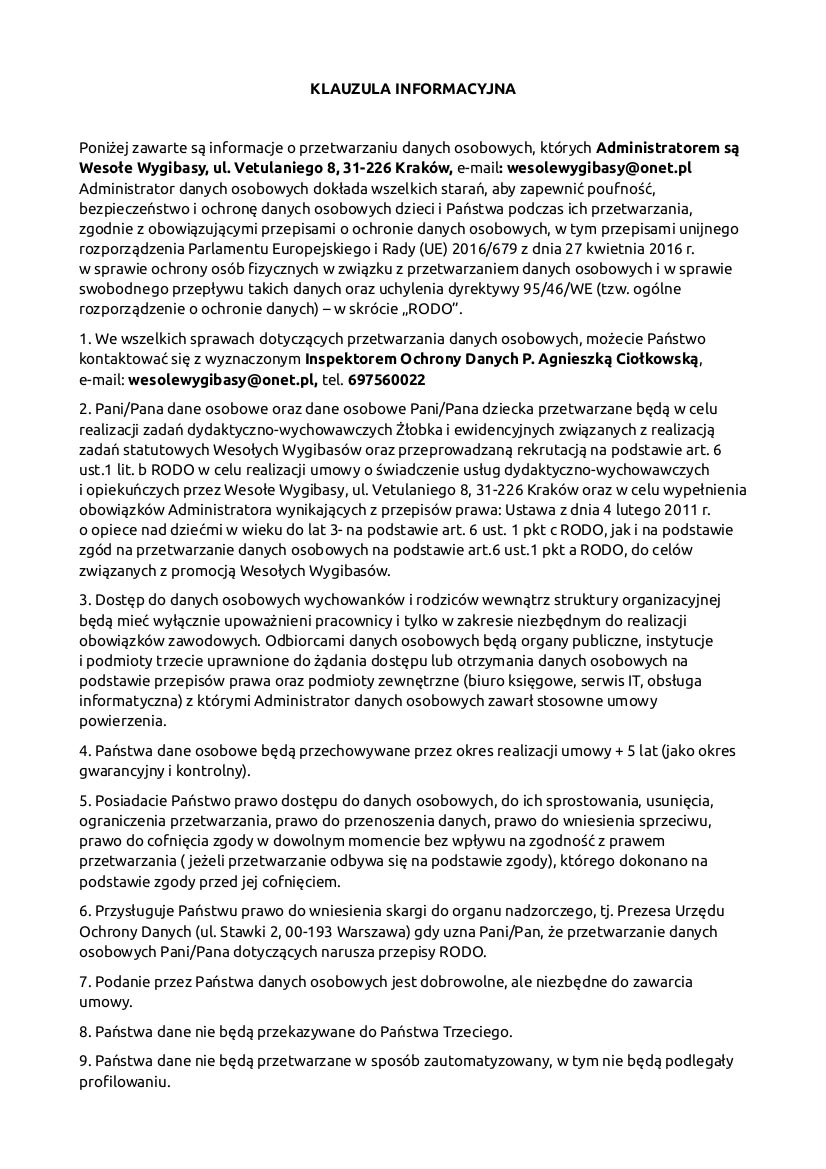 KLAUZULA INFORMACYJNA
Poniżej zawarte są informacje o przetwarzaniu danych osobowych, których Administratorem są
Wesołe Wygibasy, ul. Vetulaniego 8, 31-226 Kraków, e-mail: wesolewygibasy@onet.pl
Administrator danych osobowych dokłada wszelkich starań, aby zapewnić poufność,
bezpieczeństwo i ochronę danych osobowych dzieci i Państwa podczas ich przetwarzania,
zgodnie z obowiązującymi przepisami o ochronie danych osobowych, w tym przepisami unijnego
rozporządzenia Parlamentu Europejskiego i Rady (UE) 2016/679 z dnia 27 kwietnia 2016 r.
w sprawie ochrony osób fizycznych w związku z przetwarzaniem danych osobowych i w sprawie
swobodnego przepływu takich danych oraz uchylenia dyrektywy 95/46/WE (tzw. ogólne
rozporządzenie o ochronie danych) – w skrócie „RODO”.
1. We wszelkich sprawach dotyczących przetwarzania danych osobowych, możecie Państwo
kontaktować się z wyznaczonym Inspektorem Ochrony Danych P. Agnieszką Ciołkowską,
e-mail: wesolewygibasy@onet.pl, tel. 697560022
2. Pani/Pana dane osobowe oraz dane osobowe Pani/Pana dziecka przetwarzane będą w celu
realizacji zadań dydaktyczno-wychowawczych Żłobka i ewidencyjnych związanych z realizacją
zadań statutowych Wesołych Wygibasów oraz przeprowadzaną rekrutacją na podstawie art. 6
ust.1 lit. b RODO w celu realizacji umowy o świadczenie usług dydaktyczno-wychowawczych
i opiekuńczych przez Wesołe Wygibasy, ul. Vetulaniego 8, 31-226 Kraków oraz w celu wypełnienia
obowiązków Administratora wynikających z przepisów prawa: Ustawa z dnia 4 lutego 2011 r.
o opiece nad dziećmi w wieku do lat 3- na podstawie art. 6 ust. 1 pkt c RODO, jak i na podstawie
zgód na przetwarzanie danych osobowych na podstawie art.6 ust.1 pkt a RODO, do celów
związanych z promocją Wesołych Wygibasów.
3. Dostęp do danych osobowych wychowanków i rodziców wewnątrz struktury organizacyjnej
będą mieć wyłącznie upoważnieni pracownicy i tylko w zakresie niezbędnym do realizacji
obowiązków zawodowych. Odbiorcami danych osobowych będą organy publiczne, instytucje
i podmioty trzecie uprawnione do żądania dostępu lub otrzymania danych osobowych na
podstawie przepisów prawa oraz podmioty zewnętrzne (biuro księgowe, serwis IT, obsługa
informatyczna) z którymi Administrator danych osobowych zawarł stosowne umowy
powierzenia.
4. Państwa dane osobowe będą przechowywane przez okres realizacji umowy + 5 lat (jako okres
gwarancyjny i kontrolny).
5. Posiadacie Państwo prawo dostępu do danych osobowych, do ich sprostowania, usunięcia,
ograniczenia przetwarzania, prawo do przenoszenia danych, prawo do wniesienia sprzeciwu,
prawo do cofnięcia zgody w dowolnym momencie bez wpływu na zgodność z prawem
przetwarzania ( jeżeli przetwarzanie odbywa się na podstawie zgody), którego dokonano na
podstawie zgody przed jej cofnięciem.
6. Przysługuje Państwu prawo do wniesienia skargi do organu nadzorczego, tj. Prezesa Urzędu
Ochrony Danych (ul. Stawki 2, 00-193 Warszawa) gdy uzna Pani/Pan, że przetwarzanie danych
osobowych Pani/Pana dotyczących narusza przepisy RODO.
7. Podanie przez Państwa danych osobowych jest dobrowolne, ale niezbędne do zawarcia
umowy.
8. Państwa dane nie będą przekazywane do Państwa Trzeciego.
9. Państwa dane nie będą przetwarzane w sposób zautomatyzowany, w tym nie będą podlegały
profilowaniu.